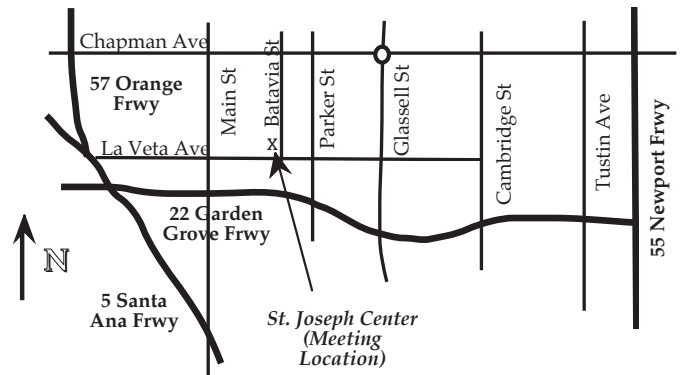 Chapman Ave
57 Orange
Frwy
Main St
Batavia St
Parker St
Glassell St
Cambridge St
Tustin Ave
55 Newport Frwy
x
La Veta Ave
22 Garden
Grove Frwy
N
5 Santa
Ana Frwy
St. Joseph Center
(Meeting
Location)